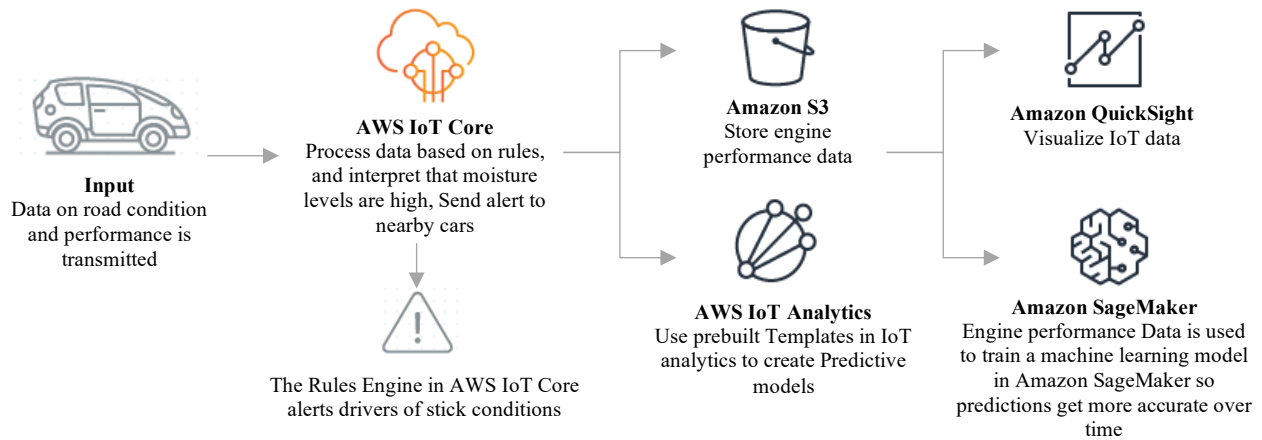 Input
Data on road condition
and performance is
transmitted
AWS IoT Core
Process data based on rules,
and interpret that moisture
levels are high, Send alert to
nearby cars
The Rules Engine in AWS IoT Core
alerts drivers of stick conditions
Amazon S3
Store engine
performance data
AWS IoT Analytics
Use prebuilt Templates in IoT
analytics to create Predictive
models
Amazon QuickSight
Visualize IoT data
Amazon SageMaker
Engine performance Data is used
to train a machine learning model
in Amazon SageMaker so
predictions get more accurate over
time